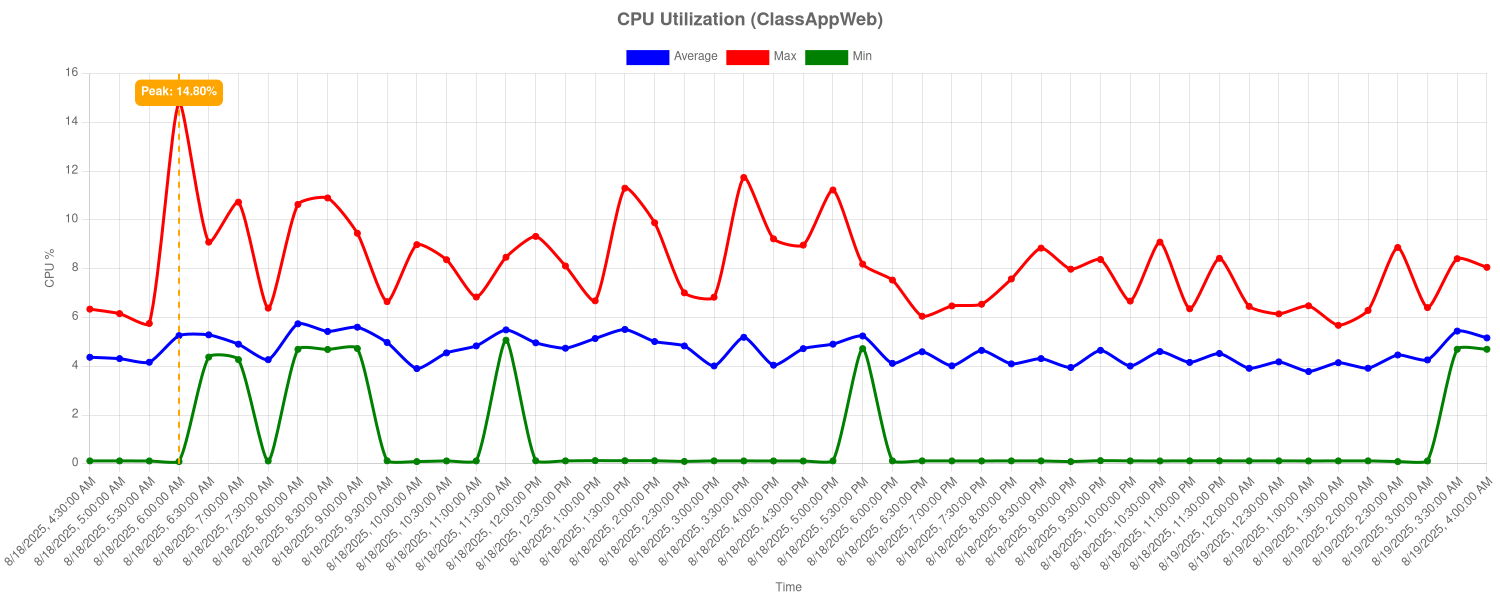 CPU Utilization (ClassAppWeb)
Average Max Min
Peak: 14.80%
CPU %
16
14
12
10
8
6
4
2
0
8/18/2025, 4:30:00 AM
8/18/2025, 5:00:00 AM
8/18/2025, 5:30:00 AM
8/18/2025, 6:00:00 AM
8/18/2025, 6:30:00 AM
8/18/2025, 7:00:00 AM
8/18/2025, 7:30:00 AM
8/18/2025, 8:00:00 AM
8/18/2025, 8:30:00 AM
8/18/2025, 9:00:00 AM
8/18/2025, 9:30:00 AM
8/18/2025, 10:00:00 AM
8/18/2025, 10:30:00 AM
8/18/2025, 11:00:00 AM
8/18/2025, 11:30:00 AM
8/18/2025, 12:00:00 PM
8/18/2025, 12:30:00 PM
8/18/2025, 1:00:00 PM
8/18/2025, 1:30:00 PM
8/18/2025, 2:00:00 PM
8/18/2025, 2:30:00 PM
8/18/2025, 3:00:00 PM
8/18/2025, 3:30:00 PM
8/18/2025, 4:00:00 PM
8/18/2025, 4:30:00 PM
8/18/2025, 5:00:00 PM
8/18/2025, 5:30:00 PM
8/18/2025, 6:00:00 PM
8/18/2025, 6:30:00 PM
8/18/2025, 7:00:00 PM
8/18/2025, 7:30:00 PM
8/18/2025, 8:00:00 PM
8/18/2025, 8:30:00 PM
8/18/2025, 9:00:00 PM
8/18/2025, 9:30:00 PM
8/18/2025, 10:00:00 PM
8/18/2025, 10:30:00 PM
8/18/2025, 11:00:00 PM
8/18/2025, 11:30:00 PM
8/19/2025, 12:00:00 AM
8/19/2025, 12:30:00 AM
8/19/2025, 1:00:00 AM
8/19/2025, 1:30:00 AM
8/19/2025, 2:00:00 AM
8/19/2025, 2:30:00 AM
8/19/2025, 3:00:00 AM
8/19/2025, 3:30:00 AM
8/19/2025, 4:00:00 AM
Time